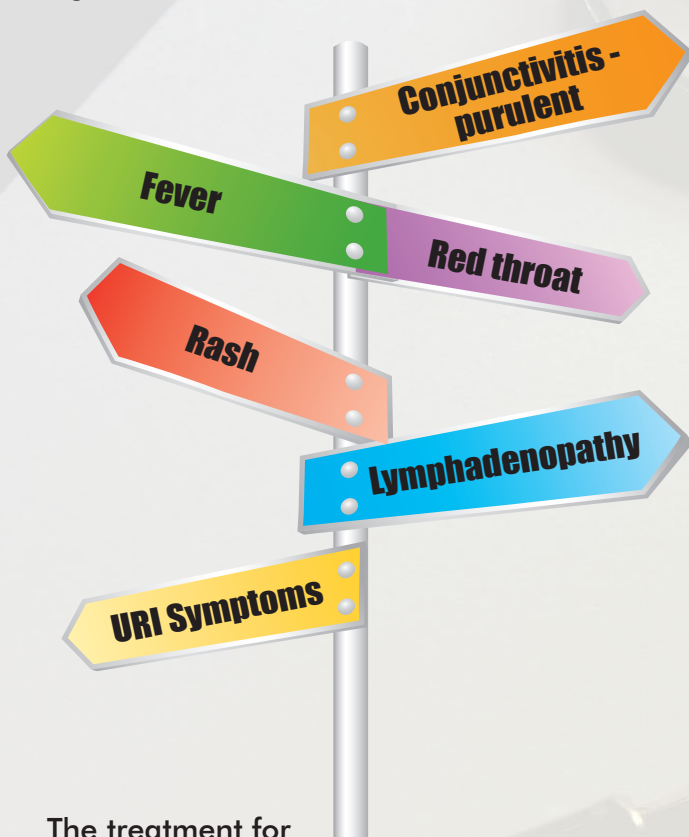 Conjunctivitis -
purulent
Fever
Red throat
Rash
Lymphadenopathy
URI Symptoms
The treatment for